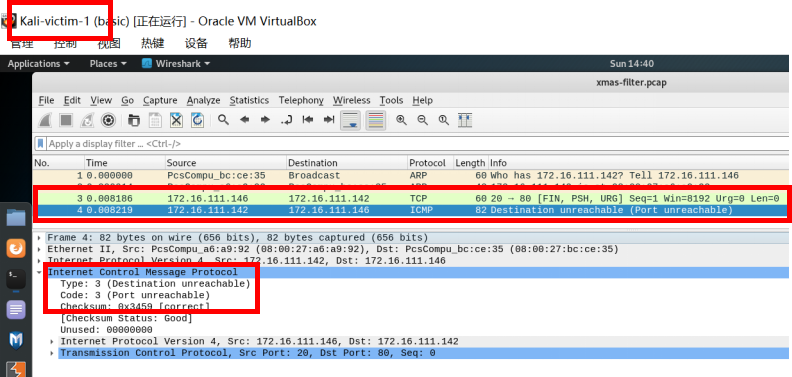 Kali-victim-1 (basic) [正在运行] - Oracle VM VirtualBox
管理 控制 视图 热键 设备 帮助
Applications Places Wireshark Sun 14:40
xmas-filter.pcap
File Edit View Go Capture Analyze Statistics Telephony Wireless Tools Help
Apply a display filter … <Ctrl-/>
No. Time Source Destination Protocol Length Info
1 0.000000 PcsCompu_bc:ce:35 Broadcast ARP 60 Who has 172.16.111.142? Tell 172.16.111.146
3 0.008186 172.16.111.146 172.16.111.142 TCP 60 20 → 80 [FIN, PSH, URG] Seq=1 Win=8192 Urg=0 Len=0
4 0.008219 172.16.111.142 172.16.111.146 ICMP 82 Destination unreachable (Port unreachable)
Frame 4: 82 bytes on wire (656 bits), 82 bytes captured (656 bits)
Ethernet II, Src: PcsCompu_a6:a9:92 (08:00:27:a6:a9:92), Dst: PcsCompu_bc:ce:35 (08:00:27:bc:ce:35)
Internet Protocol Version 4, Src: 172.16.111.142, Dst: 172.16.111.146
Internet Control Message Protocol
Type: 3 (Destination unreachable)
Code: 3 (Port unreachable)
Checksum: 0x3459 [correct]
[Checksum Status: Good]
Unused: 00000000
Internet Protocol Version 4, Src: 172.16.111.146, Dst: 172.16.111.142
Transmission Control Protocol, Src Port: 20, Dst Port: 80, Seq: 0